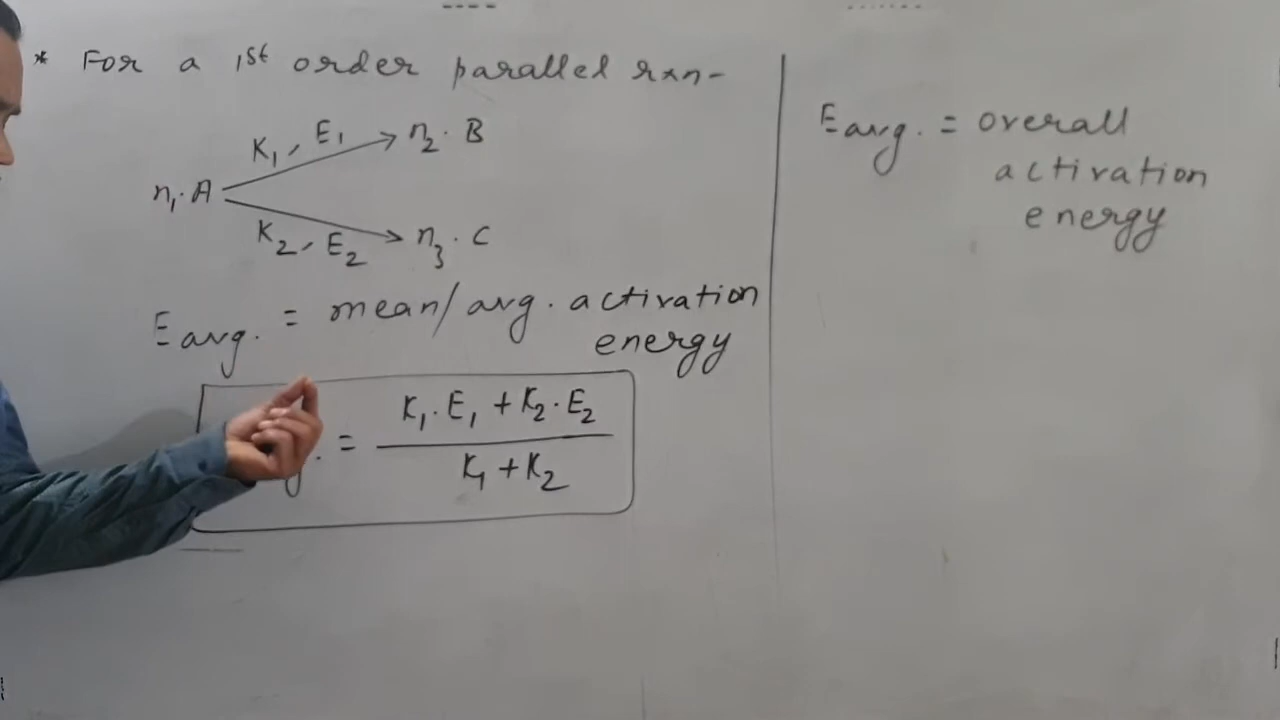 * For a 1st order parallel rxn-
K1, E1
n2. B
n1. A
K2, E2
n3. C
Eavg. = mean/avg. activation
energy
= K1.E1 + K2.E2
K1 + K2
Eavg. = overall
activation
energy